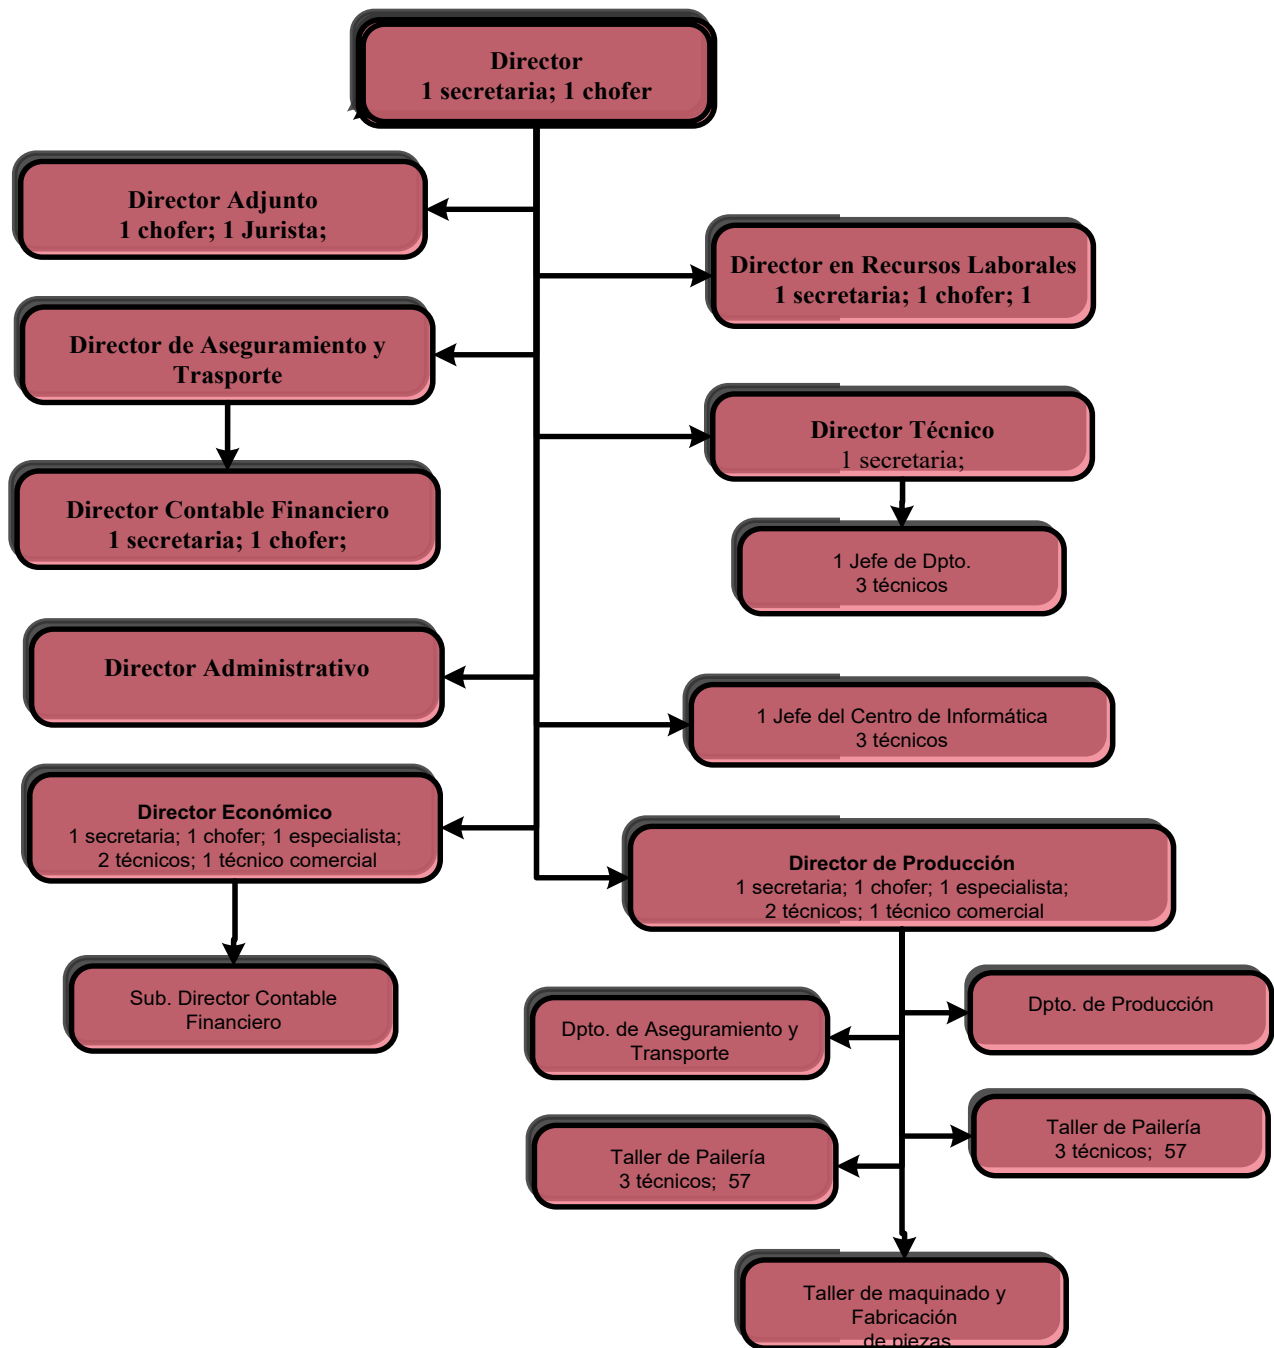 Director
1 secretaria; 1 chofer
Director Adjunto
1 chofer; 1 Jurista;
Director en Recursos Laborales
1 secretaria; 1 chofer; 1
Director de Aseguramiento y
Trasporte
Director Técnico
1 secretaria;
Director Contable Financiero
1 secretaria; 1 chofer;
1 Jefe de Dpto.
3 técnicos
Director Administrativo
1 Jefe del Centro de Informática
3 técnicos
Director Económico
1 secretaria; 1 chofer; 1 especialista;
2 técnicos; 1 técnico comercial
Director de Producción
1 secretaria; 1 chofer; 1 especialista;
2 técnicos; 1 técnico comercial
Sub. Director Contable
Financiero
Dpto. de Producción
Dpto. de Aseguramiento y
Transporte
Taller de Pailería
3 técnicos; 57
Taller de Pailería
3 técnicos; 57
Taller de maquinado y
Fabricación
de piezas